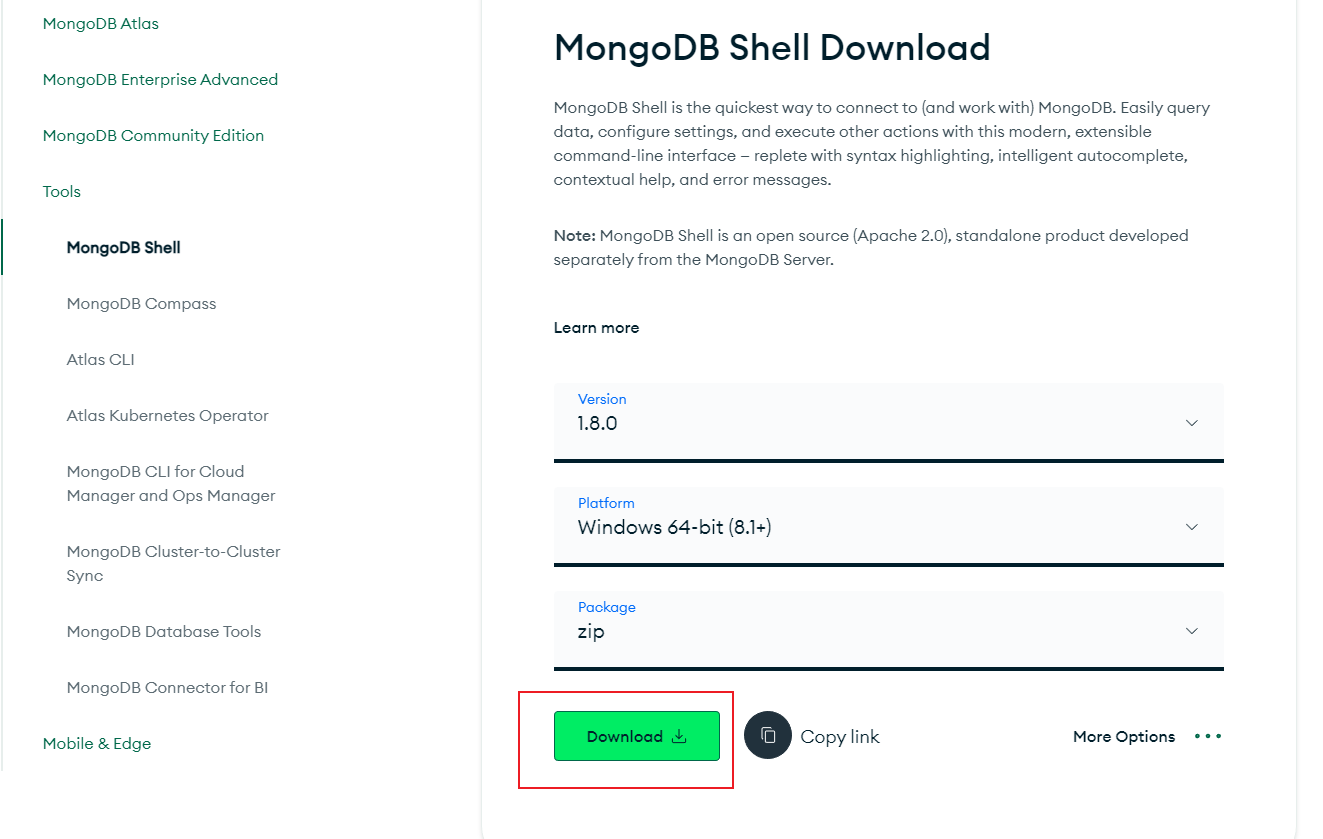 MongoDB Atlas
MongoDB Enterprise Advanced
MongoDB Community Edition
Tools
MongoDB Shell
MongoDB Compass
Atlas CLI
Atlas Kubernetes Operator
MongoDB CLI for Cloud
Manager and Ops Manager
MongoDB Cluster-to-Cluster
Sync
MongoDB Database Tools
MongoDB Connector for BI
Mobile & Edge
MongoDB Shell Download
MongoDB Shell is the quickest way to connect to (and work with) MongoDB. Easily query
data, configure settings, and execute other actions with this modern, extensible
command-line interface – replete with syntax highlighting, intelligent autocomplete,
contextual help, and error messages.
Note: MongoDB Shell is an open source (Apache 2.0), standalone product developed
separately from the MongoDB Server.
Learn more
Version
1.8.0
Platform
Windows 64-bit (8.1+)
Package
zip
Download
Copy link
More Options